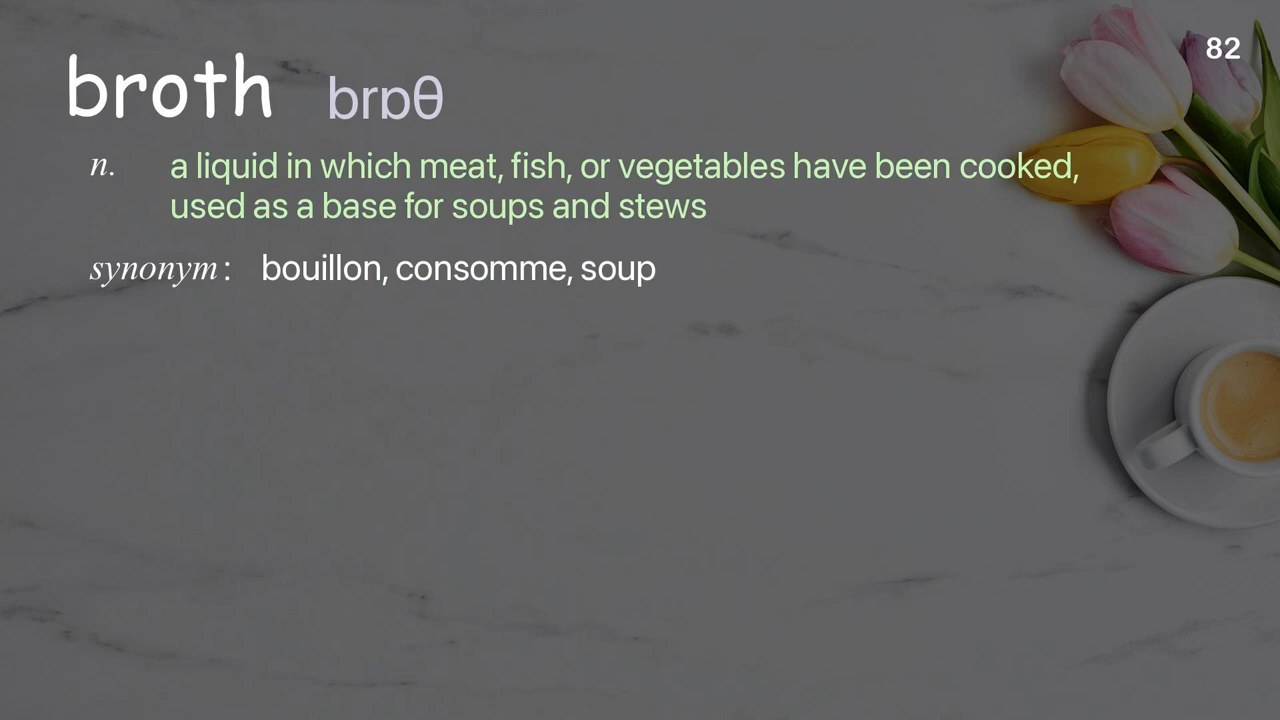 82
broth brɒθ
n. a liquid in which meat, fish, or vegetables have been cooked,
used as a base for soups and stews
synonym: bouillon, consomme, soup